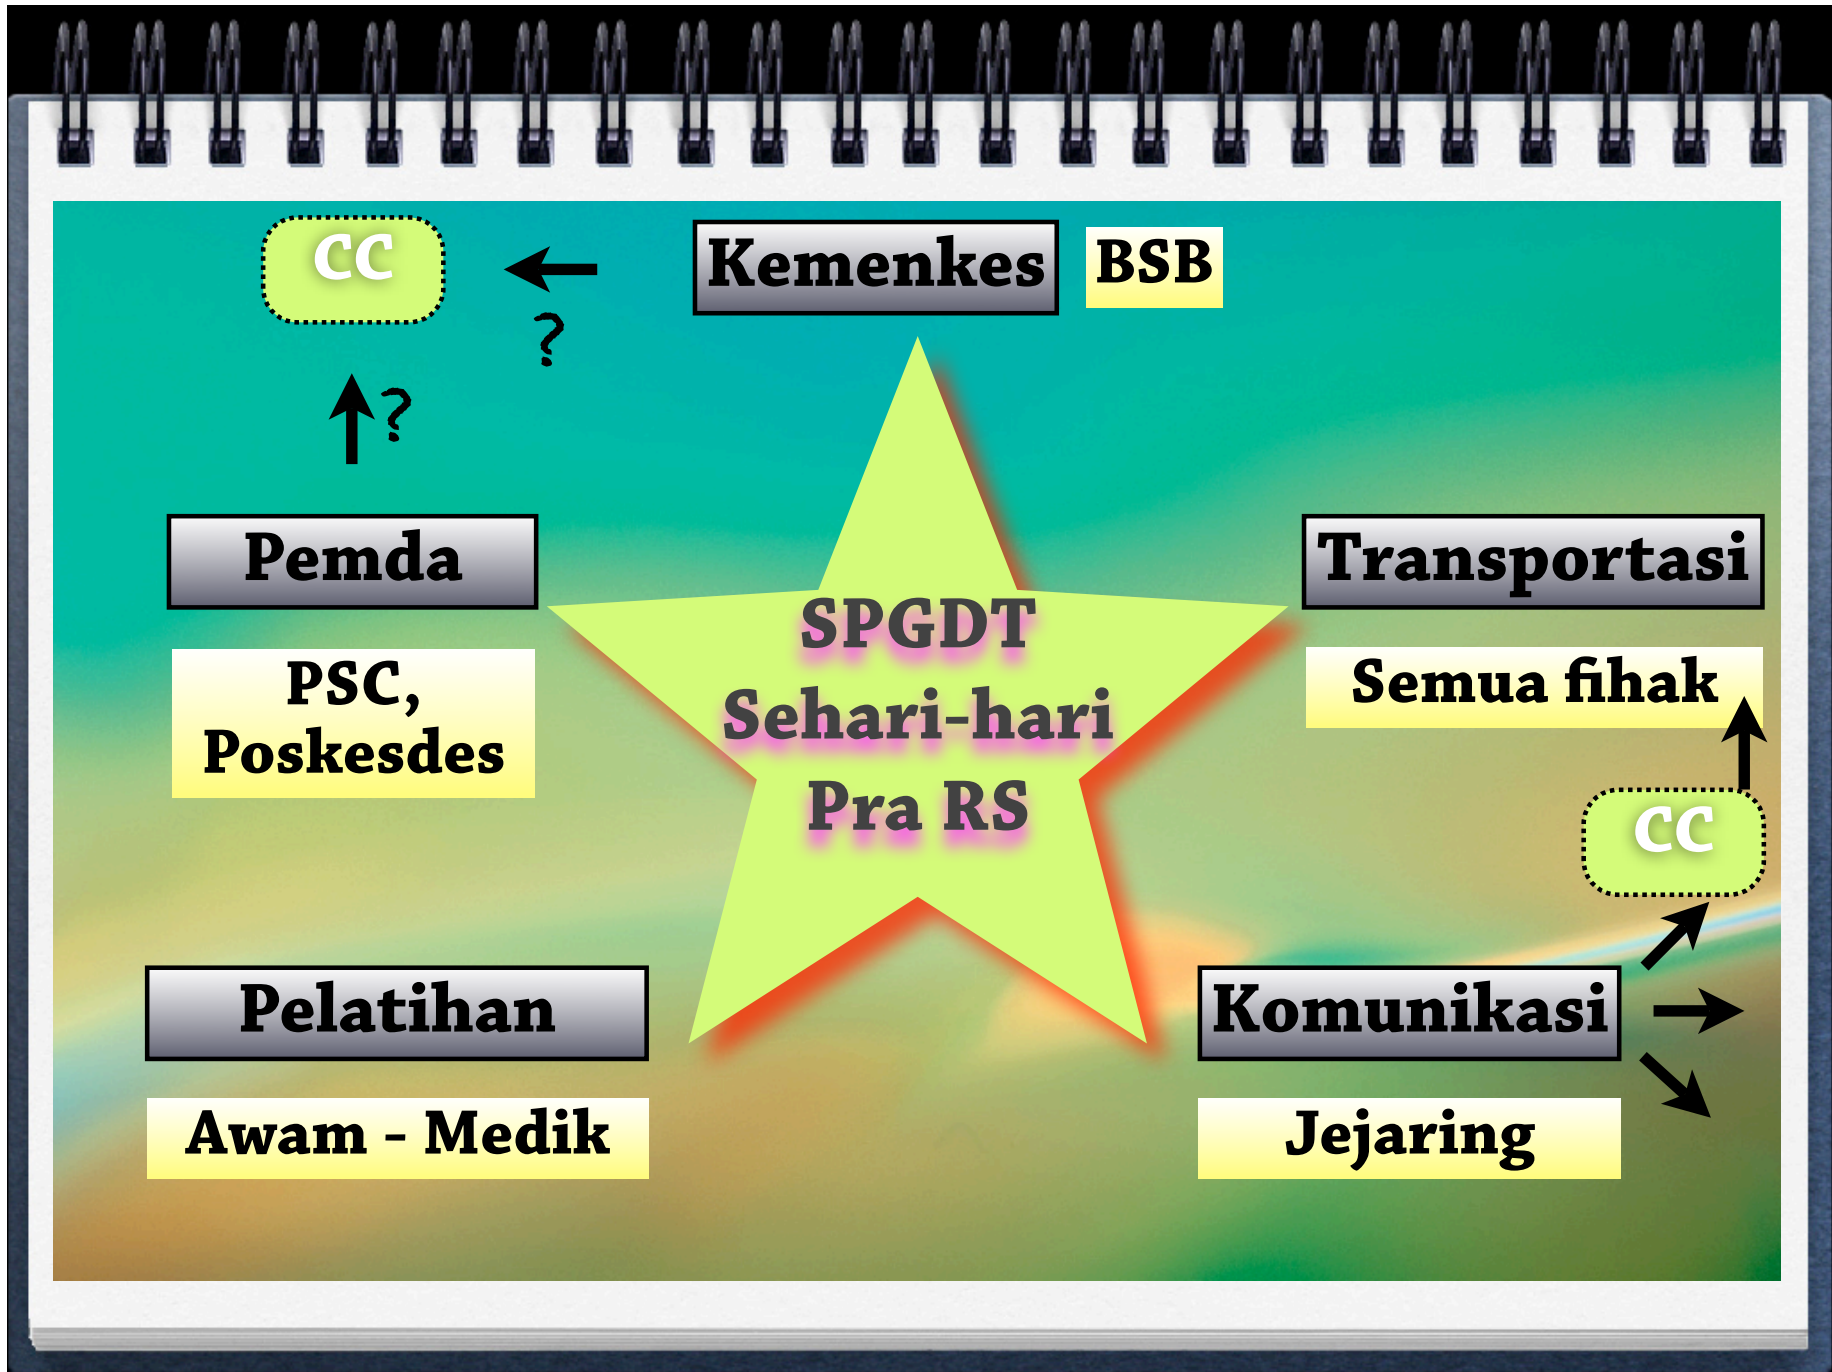 CC
Kemenkes
BSB
?
?
Pemda
Transportasi
PSC,
Poskesdes
SPGDT
Sehari-hari
Pra RS
Semua fihak
CC
Pelatihan
Komunikasi
Awam - Medik
Jejaring